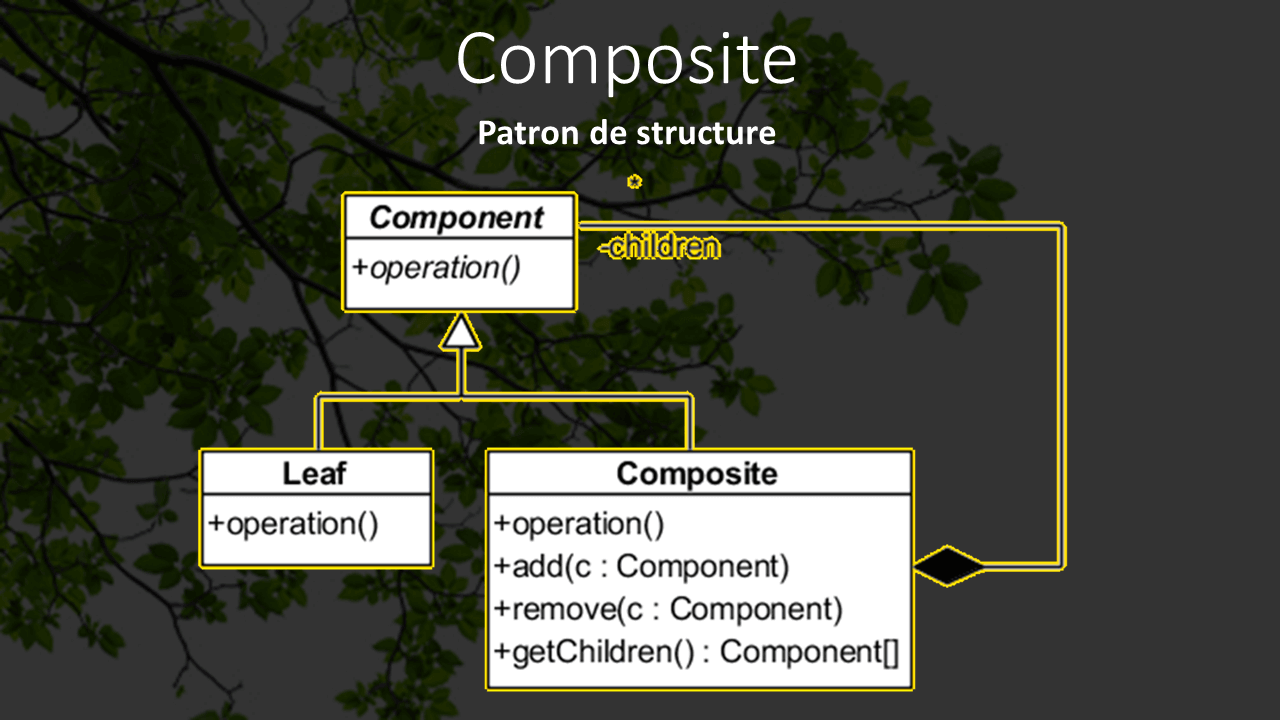 Composite
Patron de structure
*
Component
-children
+operation()
Leaf
+operation()
Composite
+operation()
+add(c : Component)
+remove(c : Component)
+getChildren() : Component[]